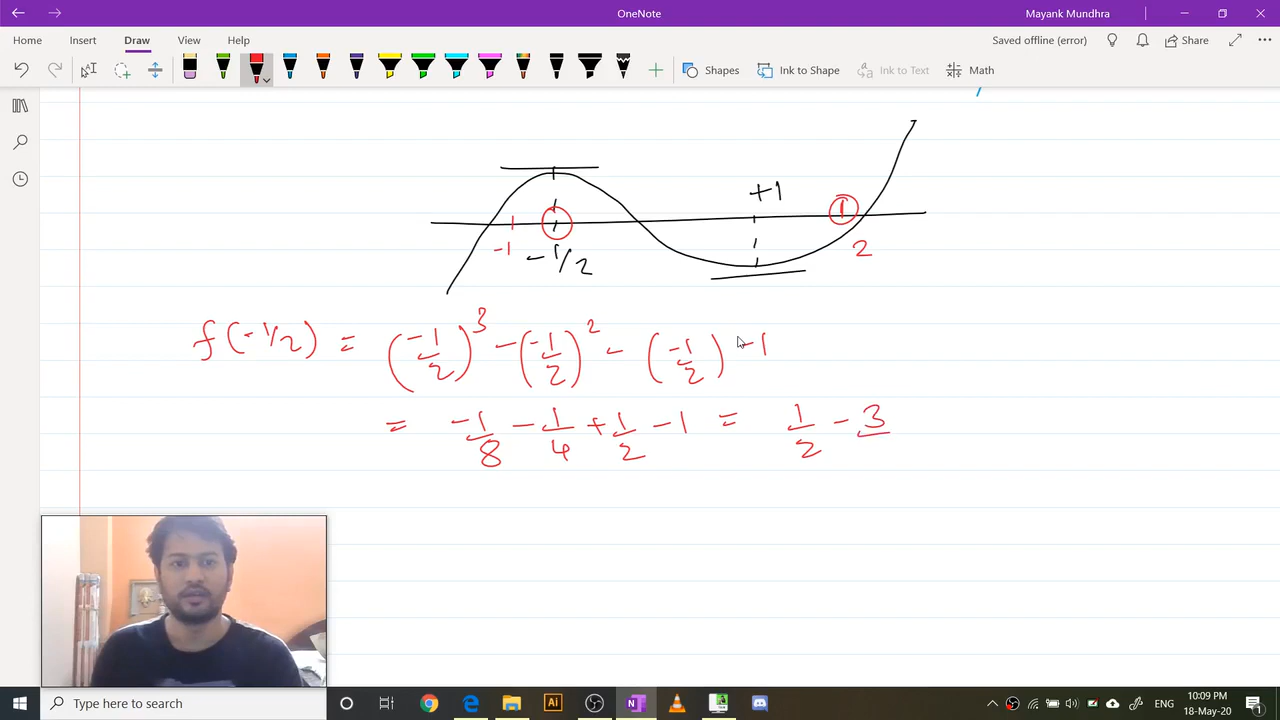 OneNote
Mayank Mundhra
Home Insert Draw View Help
Saved offline (error)
Share
Shapes
Ink to Shape
Ink to Text
Math
+1
1
-1
-1/2
2
f(-1/2) = (-1/2)^3 - (-1/2)^2 - (-1/2) - 1
= -1/8 - 1/4 + 1/2 - 1 = 1/2 - 3
Type here to search
Ai
ENG
10:09 PM
18-May-20